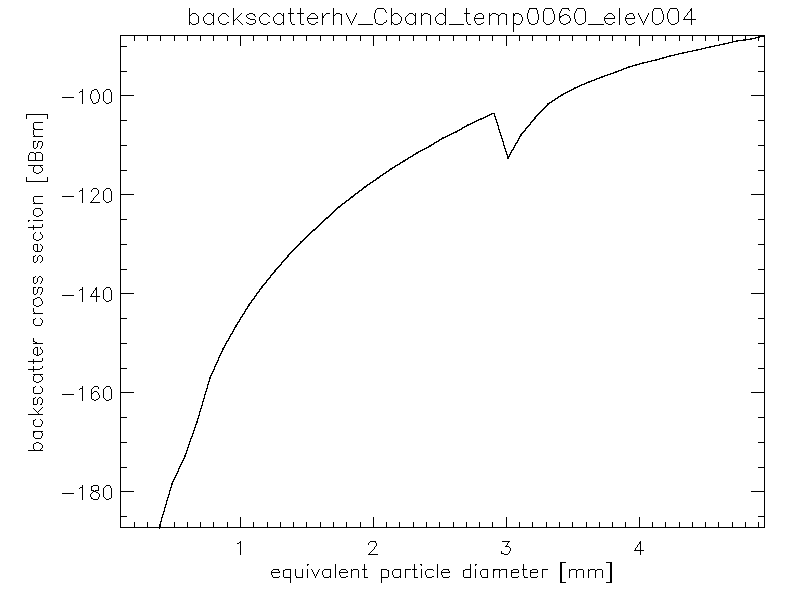 backscatterhv_Cband_temp0060_elev004
backscatter cross section [dBsm]
-100
-120
-140
-160
-180
1 2 3 4
equivalent particle diameter [mm]